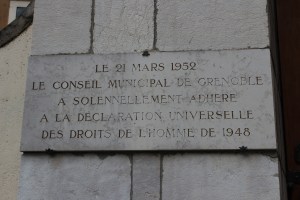 LE 21 MARS 1952
LE CONSEIL MUNICIPAL DE GRENOBLE
A SOLENNELLEMENT ADHÉRÉ
A LA DÉCLARATION UNIVERSELLE
DES DROITS DE L'HOMME DE 1948